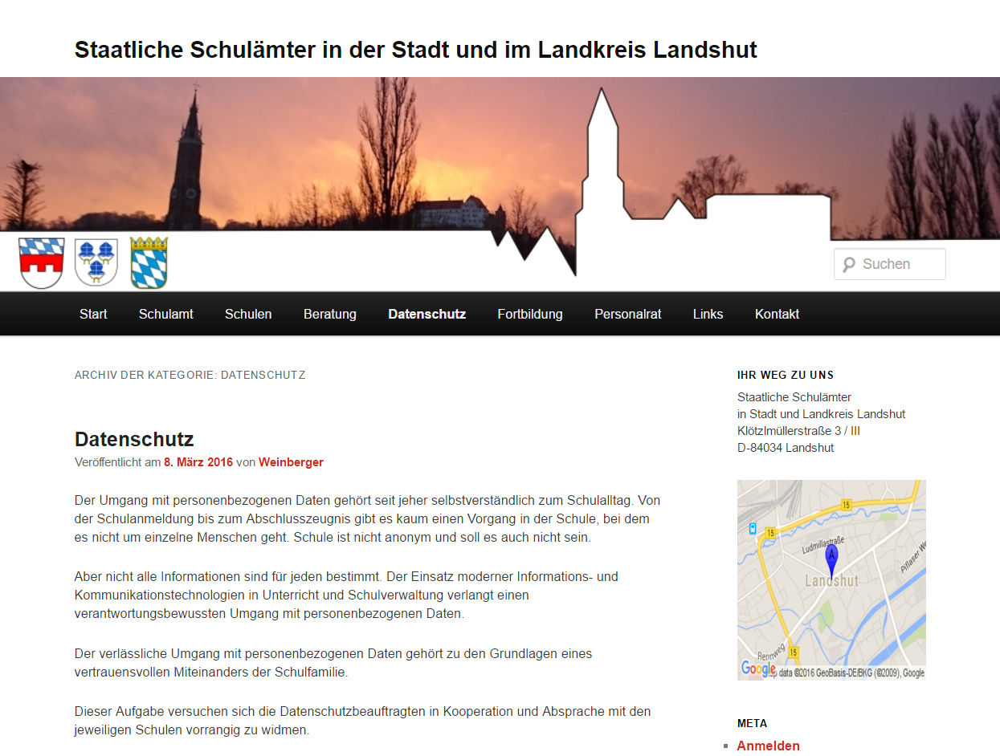 Staatliche Schulämter in der Stadt und im Landkreis Landshut
Suchen
Start Schulamt Schulen Beratung Datenschutz Fortbildung Personalrat Links Kontakt
ARCHIV DER KATEGORIE: DATENSCHUTZ
Datenschutz
Veröffentlicht am 8. März 2016 von Weinberger
Der Umgang mit personenbezogenen Daten gehört seit jeher selbstverständlich zum Schulalltag. Von
der Schulanmeldung bis zum Abschlusszeugnis gibt es kaum einen Vorgang in der Schule, bei dem
es nicht um einzelne Menschen geht. Schule ist nicht anonym und soll es auch nicht sein.
Aber nicht alle Informationen sind für jeden bestimmt. Der Einsatz moderner Informations- und
Kommunikationstechnologien in Unterricht und Schulverwaltung verlangt einen
verantwortungsbewussten Umgang mit personenbezogenen Daten.
Der verlässliche Umgang mit personenbezogenen Daten gehört zu den Grundlagen eines
vertrauensvollen Miteinanders der Schulfamilie.
Dieser Aufgabe versuchen sich die Datenschutzbeauftragten in Kooperation und Absprache mit den
jeweiligen Schulen vorrangig zu widmen.
IHR WEG ZU UNS
Staatliche Schulämter
in Stadt und Landkreis Landshut
Klötzlmüllerstraße 3 / III
D-84034 Landshut
15
15
Ludmillastraße
A
Landshut
Piflaser We
Rennweg
15
Google
data ©2016 GeoBasis-DE/BKG (©2009), Google
META
Anmelden